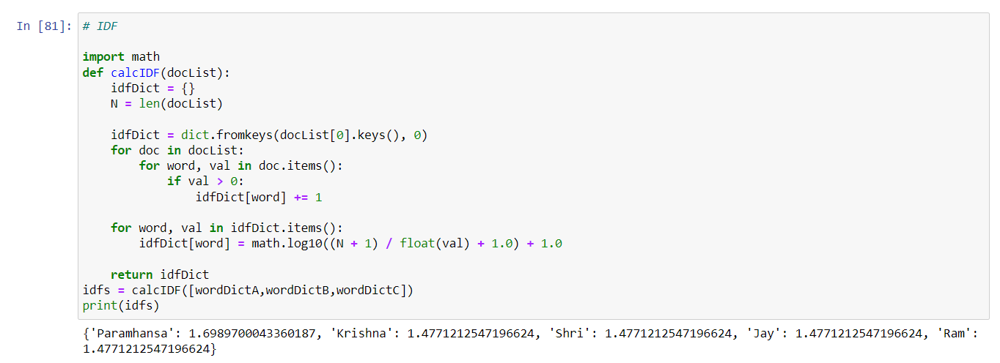 In [81]: # IDF
import math
def calcIDF(docList):
    idfDict = {}
    N = len(docList)
    idfDict = dict.fromkeys(docList[0].keys(), 0)
    for doc in docList:
        for word, val in doc.items():
            if val > 0:
                idfDict[word] += 1
    for word, val in idfDict.items():
        idfDict[word] = math.log10((N + 1) / float(val) + 1.0) + 1.0
    return idfDict
idfs = calcIDF([wordDictA,wordDictB,wordDictC])
print(idfs)
{'Paramhansa': 1.6989700043360187, 'Krishna': 1.4771212547196624, 'Shri': 1.4771212547196624, 'Jay': 1.4771212547196624, 'Ram':
1.4771212547196624}